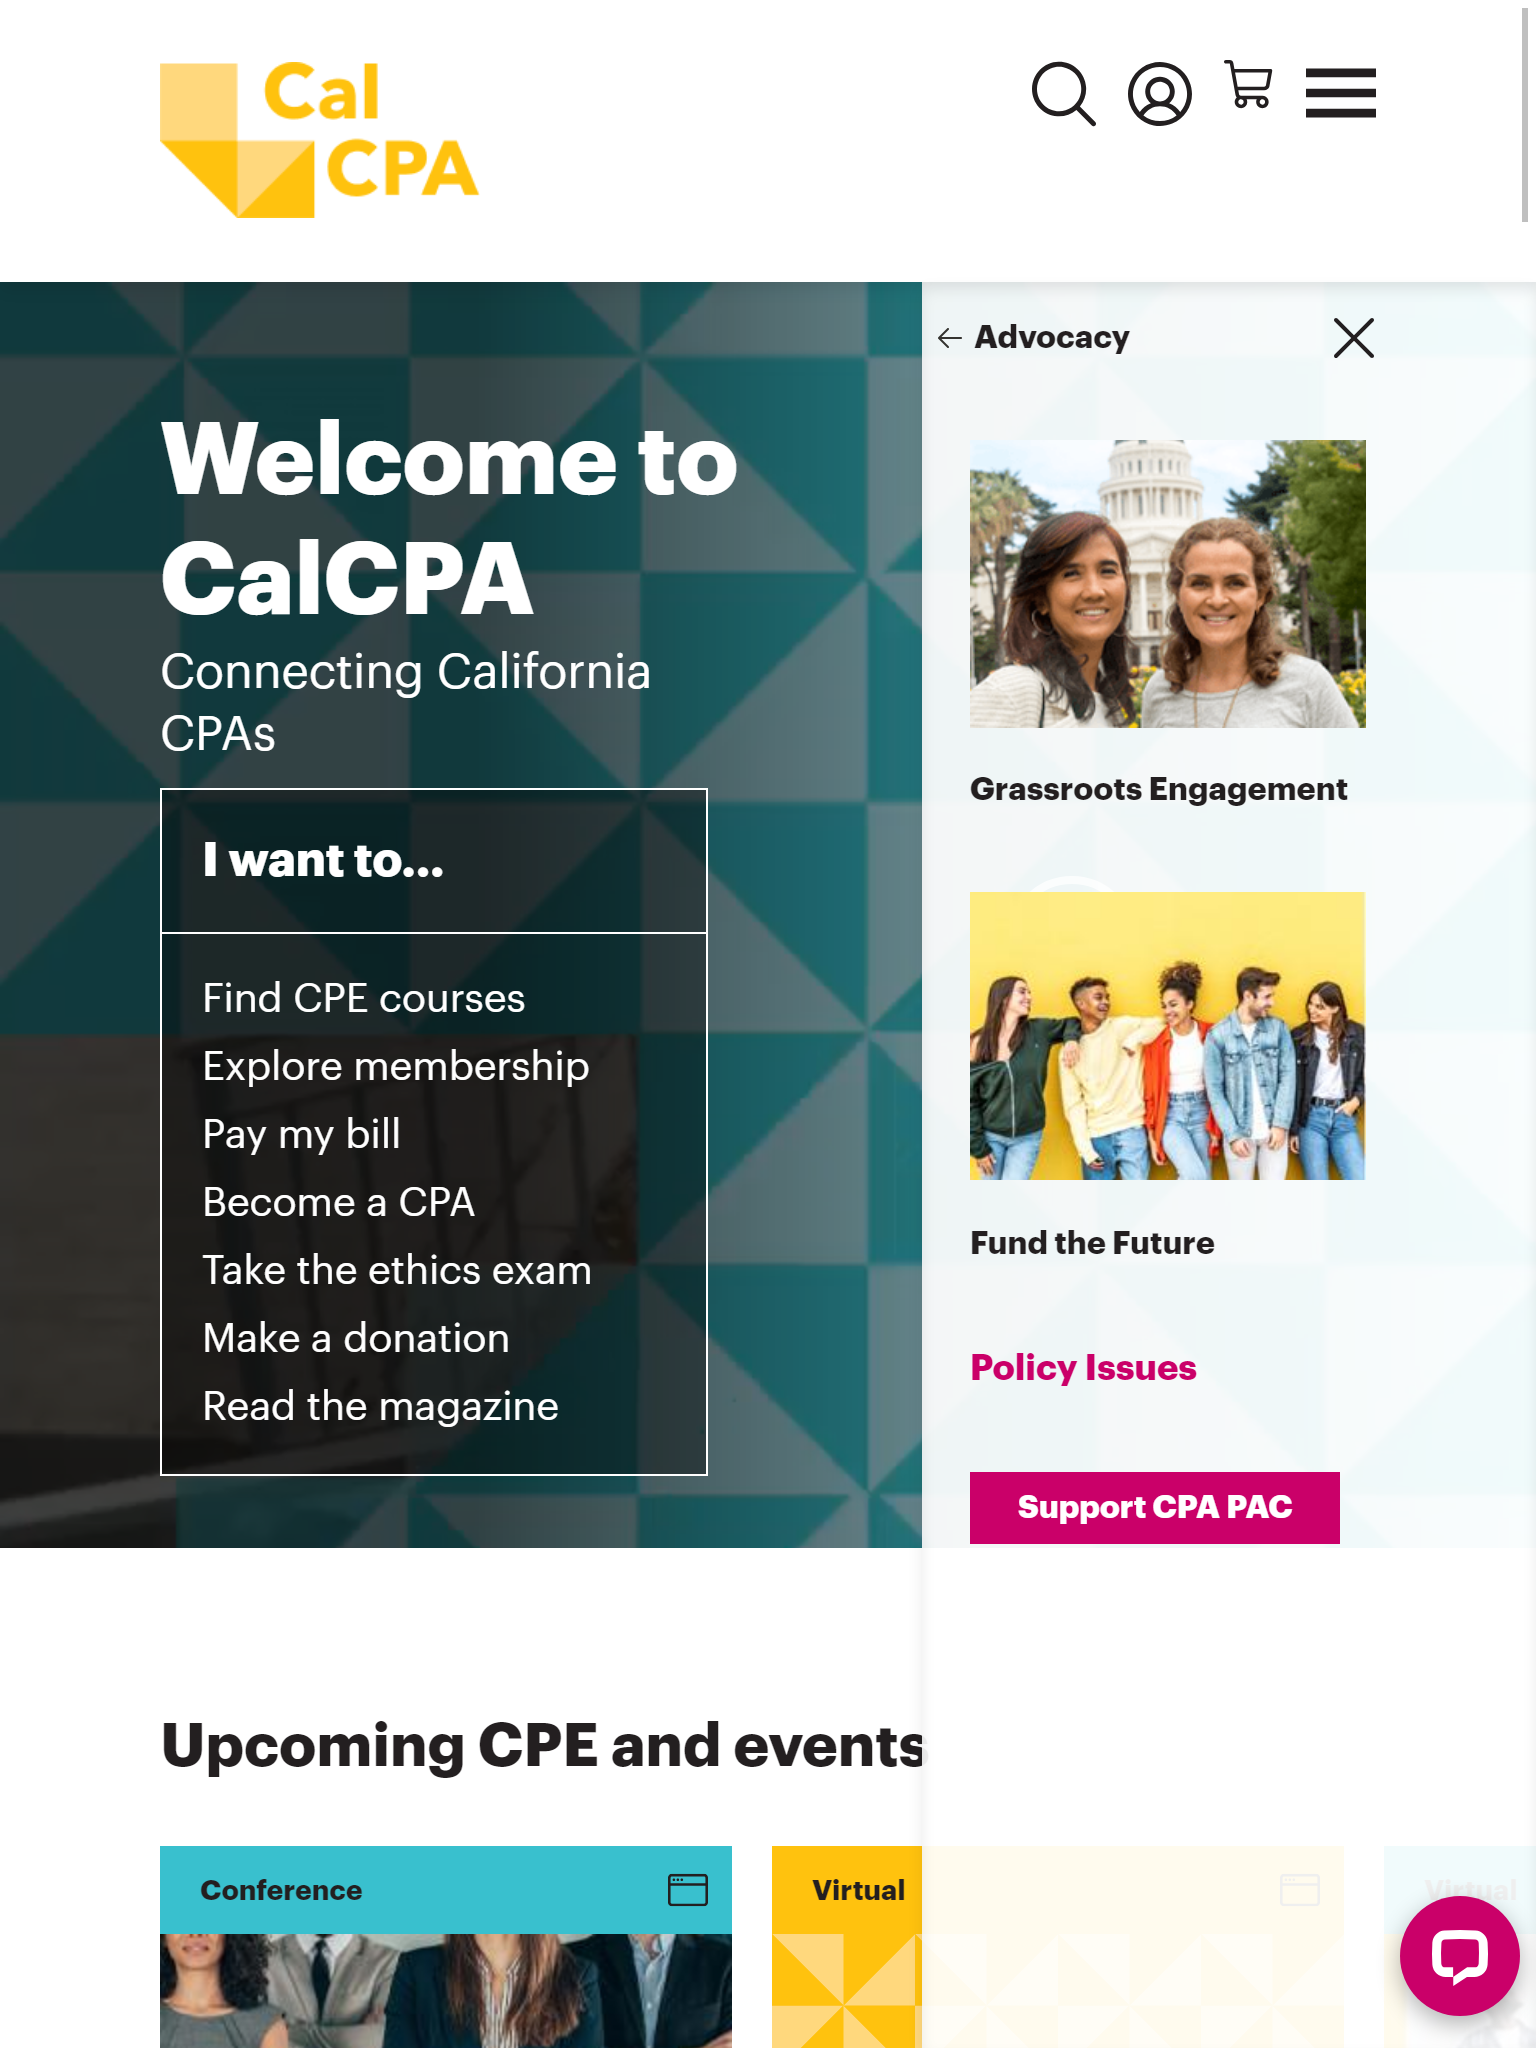 Cal
CPA
Advocacy
Welcome to
CalCPA
Connecting California
CPAs
I want to...
Find CPE courses
Explore membership
Pay my bill
Become a CPA
Take the ethics exam
Make a donation
Read the magazine
Grassroots Engagement
Fund the Future
Policy Issues
Support CPA PAC
Upcoming CPE and events
Conference
Virtual
Virtual